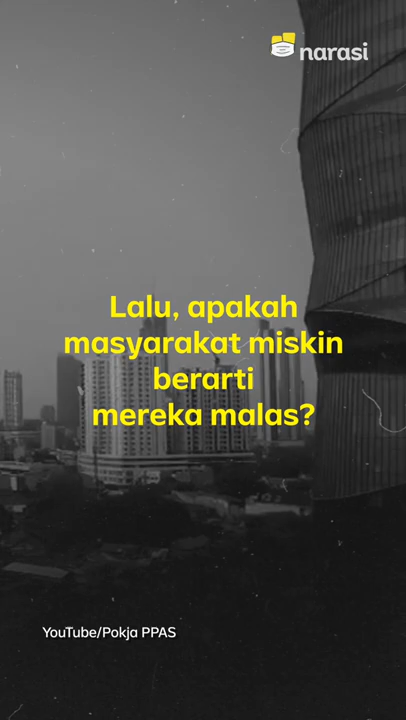 narasi
Lalu, apakah
masyarakat miskin
berarti
mereka malas?
YouTube/Pokja PPAS